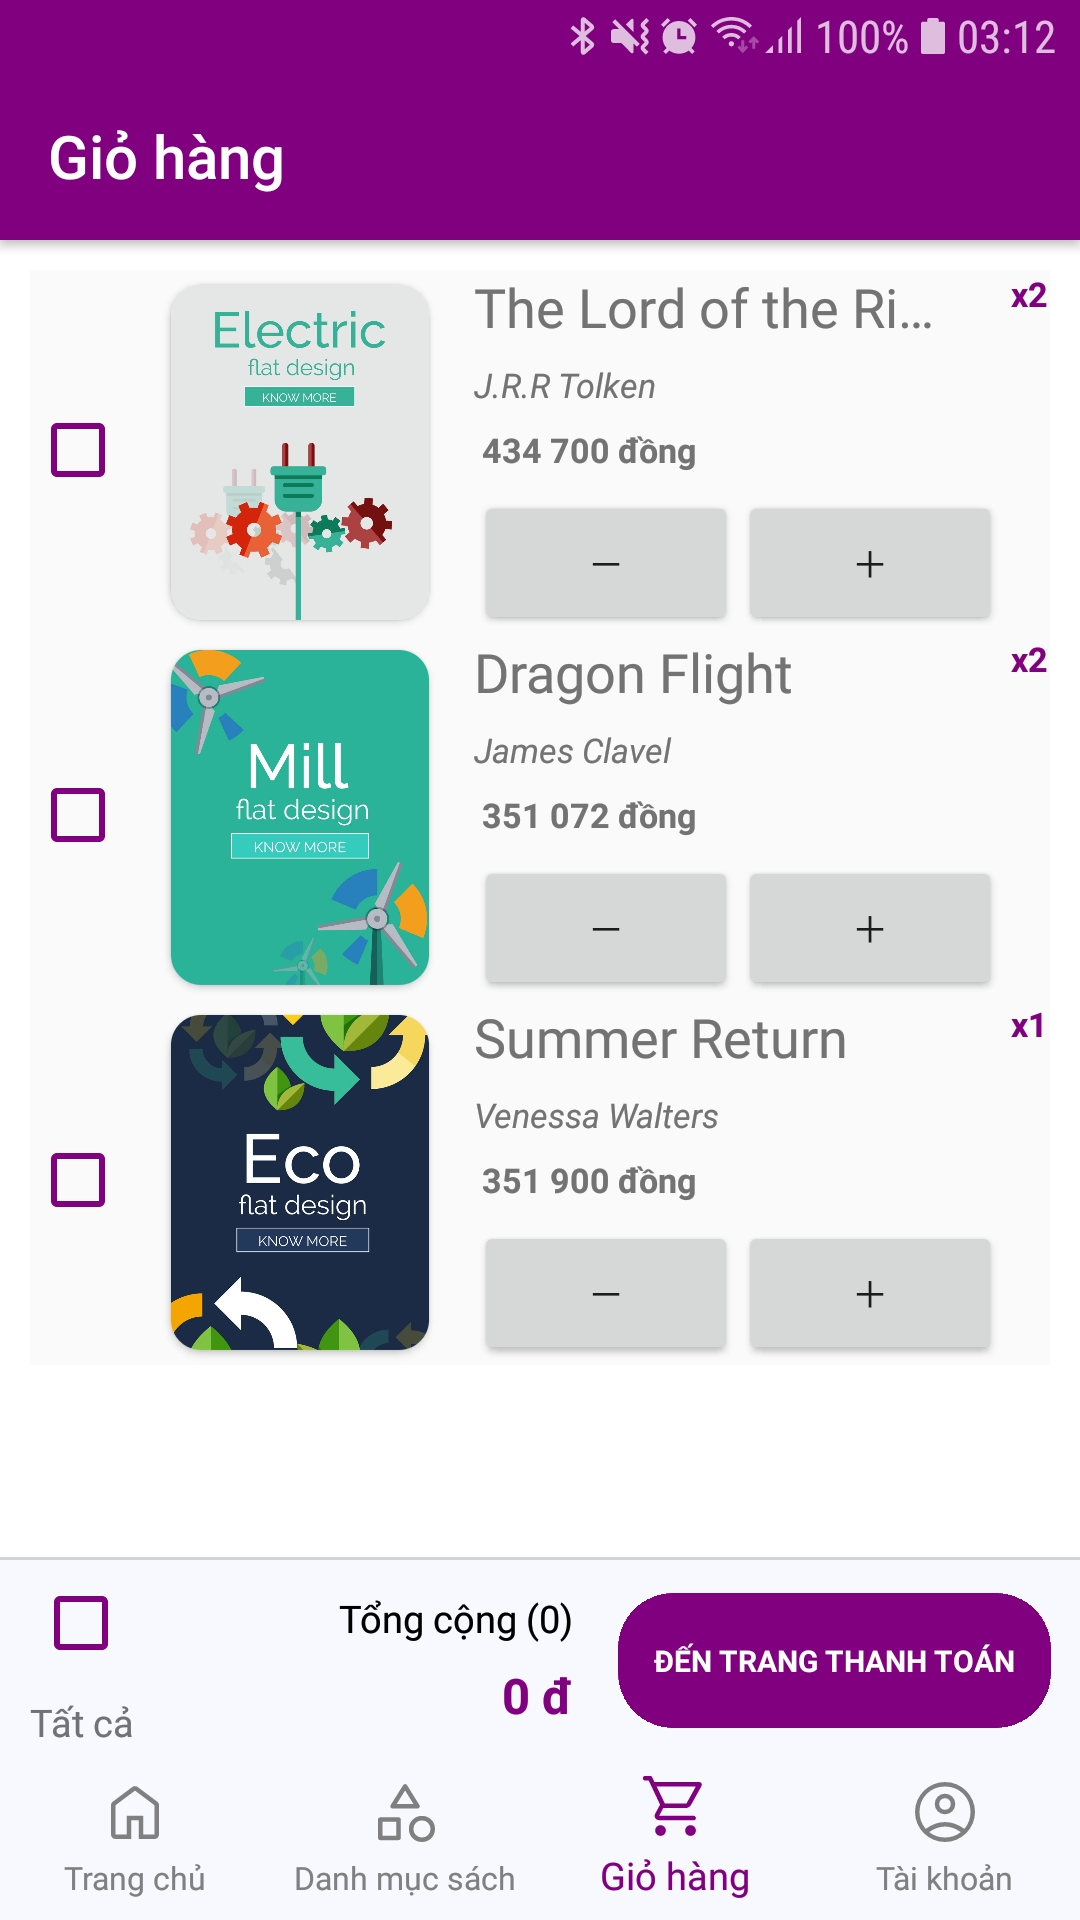 100% 03:12
Giỏ hàng
Electric
flat design
KNOW MORE
The Lord of the Ri...
x2
J.R.R Tolken
434 700 đồng
–
+
Mill
flat design
KNOW MORE
Dragon Flight
x2
James Clavel
351 072 đồng
–
+
Eco
flat design
KNOW MORE
Summer Return
x1
Venessa Walters
351 900 đồng
–
+
Tất cả
Tổng cộng (0)
0 đ
ĐẾN TRANG THANH TOÁN
Trang chủ
Danh mục sách
Giỏ hàng
Tài khoản